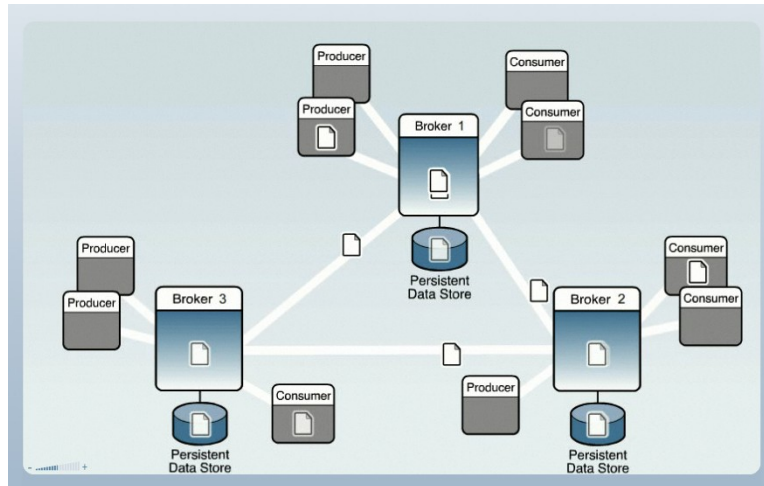 Producer
Producer
Consumer
Consumer
Broker 1
Persistent
Data Store
Producer
Producer
Broker 3
Consumer
Persistent
Data Store
Consumer
Consumer
Broker 2
Producer
Persistent
Data Store
- +